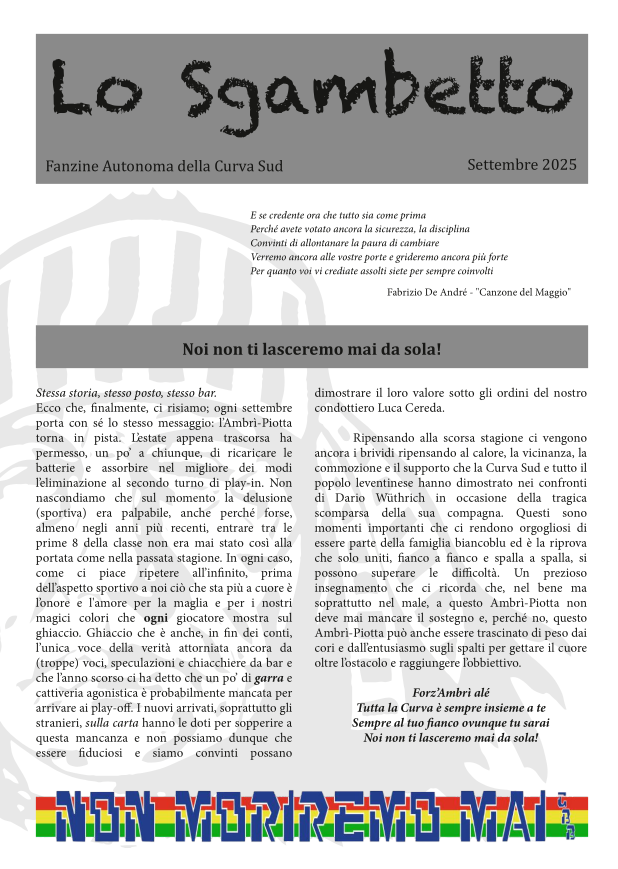 Lo Sgambetto
Fanzine Autonoma della Curva Sud
Settembre 2025
E se credente ora che tutto sia come prima
Perché avete votato ancora la sicurezza, la disciplina
Convinti di allontanare la paura di cambiare
Verremo ancora alle vostre porte e grideremo ancora più forte
Per quanto voi vi crediate assolti siete per sempre coinvolti
Fabrizio De André - "Canzone del Maggio"
Noi non ti lasceremo mai da sola!
Stessa storia, stesso posto, stesso bar.
Ecco che, finalmente, ci risiamo; ogni settembre
porta con sé lo stesso messaggio: l'Ambrì-Piotta
torna in pista. L'estate appena trascorsa ha
permesso, un po' a chiunque, di ricaricare le
batterie e assorbire nel migliore dei modi
l'eliminazione al secondo turno di play-in. Non
nascondiamo che sul momento la delusione
(sportiva) era palpabile, anche perché forse,
almeno negli anni più recenti, entrare tra le
prime 8 della classe non era mai stato così alla
portata come nella passata stagione. In ogni caso,
come ci piace ripetere all'infinito, prima
dell'aspetto sportivo a noi ciò che sta più a cuore è
l'onore e l'amore per la maglia e per i nostri
magici colori che ogni giocatore mostra sul
ghiaccio. Ghiaccio che è anche, in fin dei conti,
l'unica voce della verità attorniata ancora da
(troppe) voci, speculazioni e chiacchiere da bar e
che l'anno scorso ci ha detto che un po' di garra e
cattiveria agonistica è probabilmente mancata per
arrivare ai play-off. I nuovi arrivati, soprattutto gli
stranieri, sulla carta hanno le doti per sopperire a
questa mancanza e non possiamo dunque che
essere fiduciosi e siamo convinti possano
dimostrare il loro valore sotto gli ordini del nostro
condottiero Luca Cereda.
Ripensando alla scorsa stagione ci vengono
ancora i brividi ripensando al calore, la vicinanza, la
commozione e il supporto che la Curva Sud e tutto il
popolo leventinese hanno dimostrato nei confronti
di Dario Wüthrich in occasione della tragica
scomparsa della sua compagna. Questi sono
momenti importanti che ci rendono orgogliosi di
essere parte della famiglia biancoblu ed è la riprova
che solo uniti, fianco a fianco e spalla a spalla, si
possono superare le difficoltà. Un prezioso
insegnamento che ci ricorda che, nel bene ma
soprattutto nel male, a questo Ambrì-Piotta non
deve mai mancare il sostegno e, perché no, questo
Ambrì-Piotta può anche essere trascinato di peso dai
cori e dall'entusiasmo sugli spalti per gettare il cuore
oltre l'ostacolo e raggiungere l'obbiettivo.
Forz'Ambrì alé
Tutta la Curva è sempre insieme a te
Sempre al tuo fianco ovunque tu sarai
Noi non ti lasceremo mai da sola!
NON MORIREMO MAI